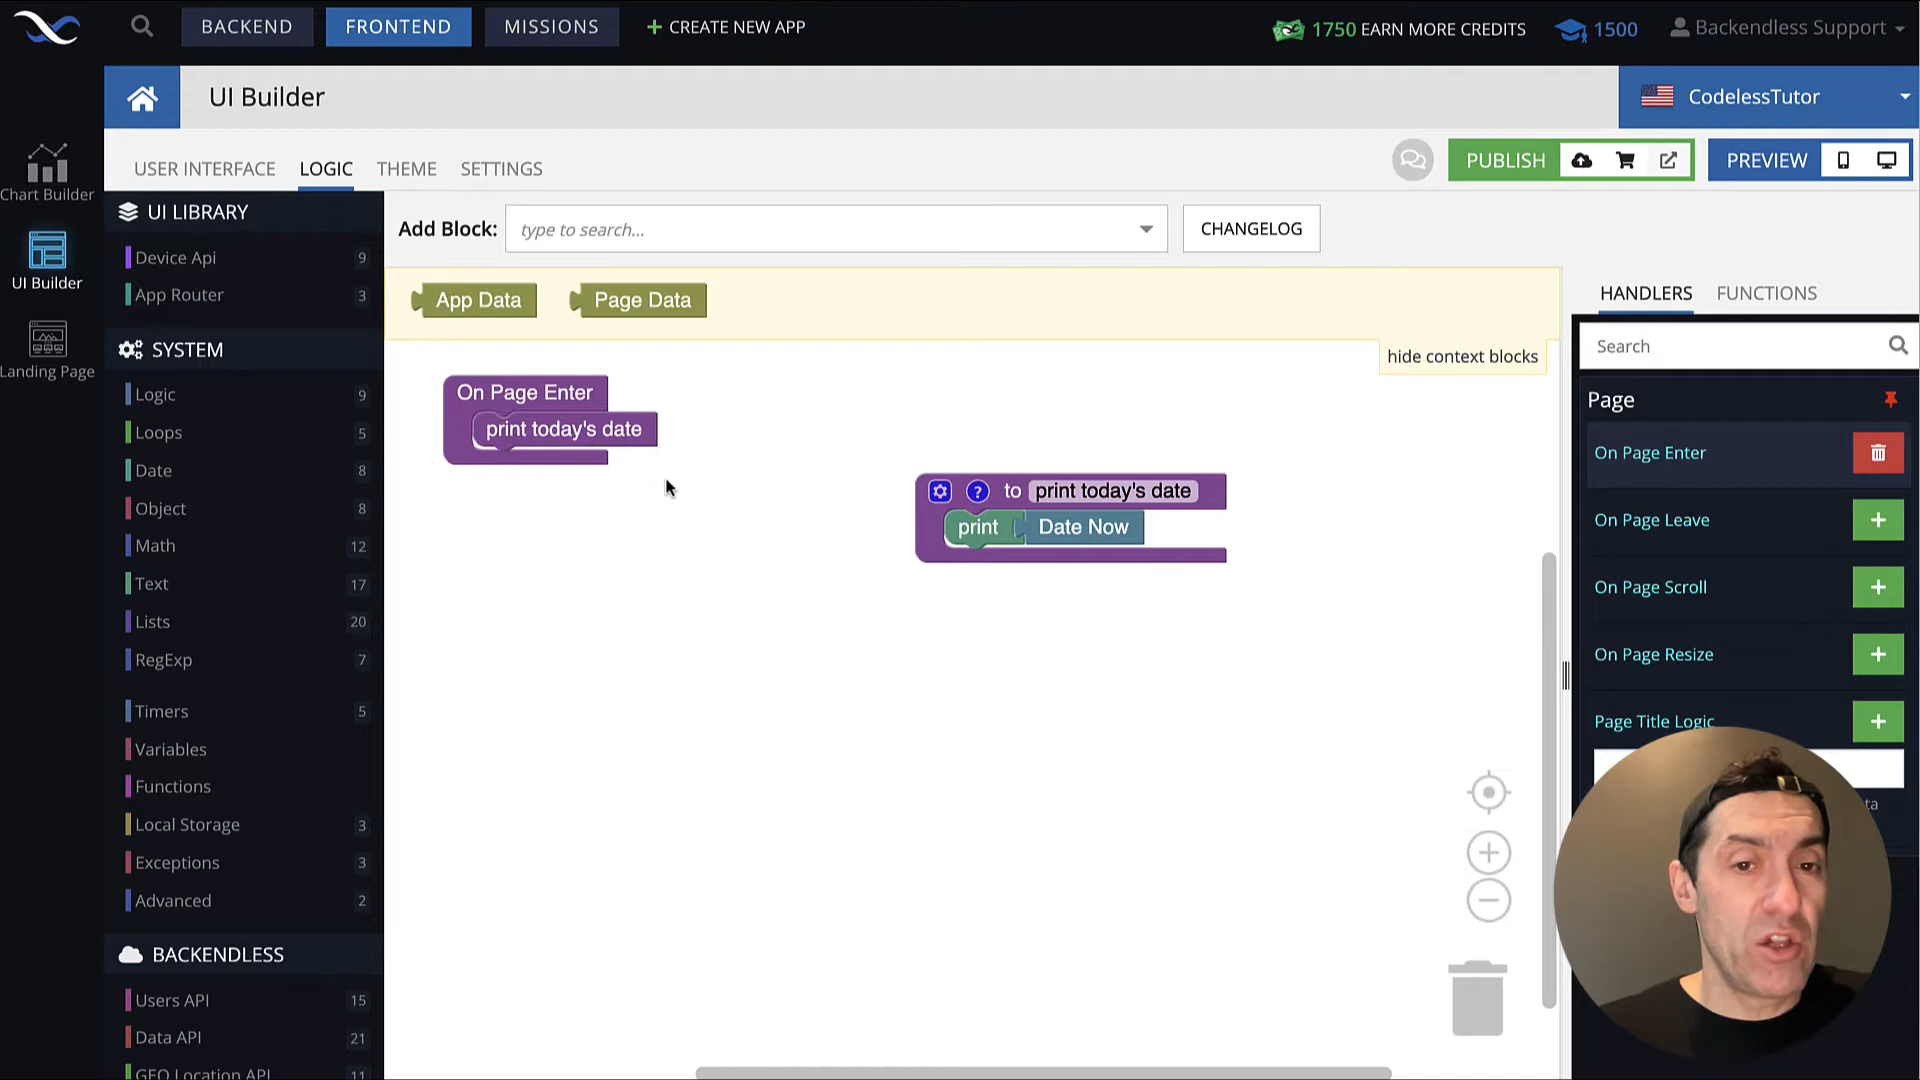 BACKEND
FRONTEND
MISSIONS
CREATE NEW APP
1750 EARN MORE CREDITS
1500
Backendless Support
UI Builder
CodelessTutor
USER INTERFACE
LOGIC
THEME
SETTINGS
PUBLISH
PREVIEW
Chart Builder
UI Builder
Landing Page
UI LIBRARY
Device Api 9
App Router 3
SYSTEM
Logic 9
Loops 5
Date 8
Object 8
Math 12
Text 17
Lists 20
RegExp 7
Timers 5
Variables
Functions
Local Storage 3
Exceptions 3
Advanced 2
BACKENDLESS
Users API 15
Data API 21
GEO Location API 11
Add Block:
type to search...
CHANGELOG
App Data
Page Data
hide context blocks
On Page Enter
print today's date
? to print today's date
print Date Now
HANDLERS
FUNCTIONS
Search
Page
On Page Enter
On Page Leave
On Page Scroll
On Page Resize
Page Title Logic